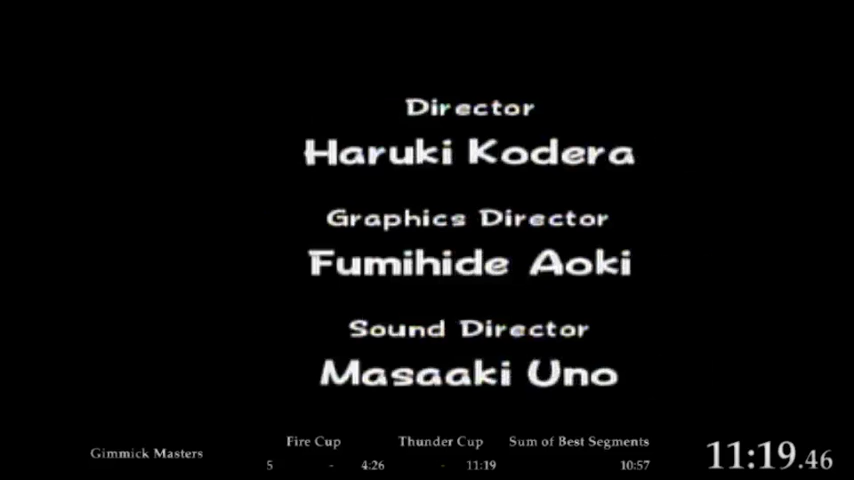 Director
Haruki Kodera
Graphics Director
Fumihide Aoki
Sound Director
Masaaki Uno
Gimmick Masters
Fire Cup Thunder Cup Sum of Best Segments
5 - 4:26 - 11:19 10:57
11:19.46